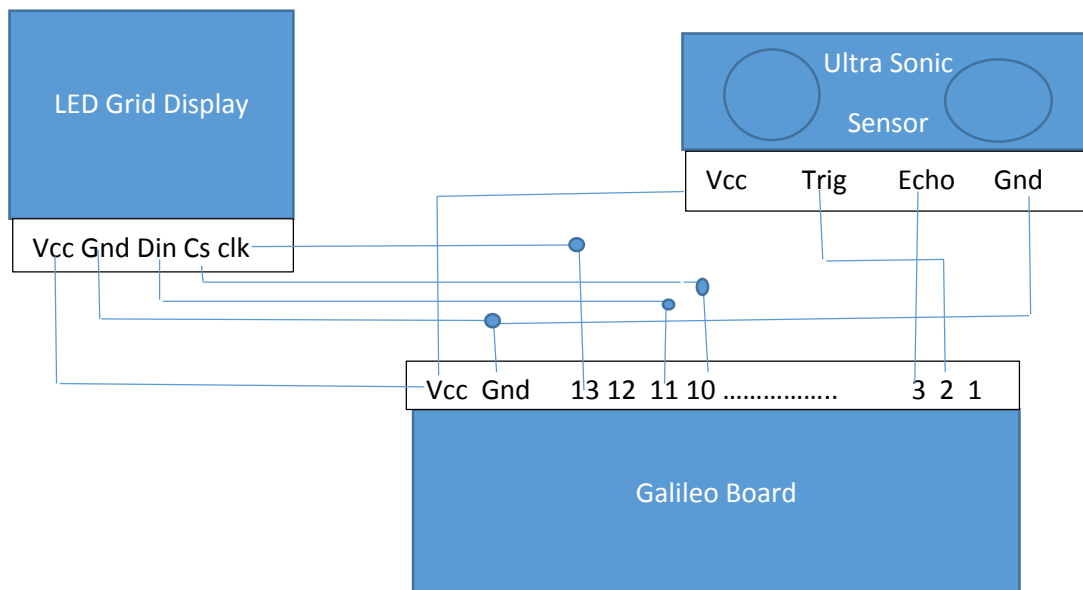 LED Grid Display
Vcc Gnd Din Cs clk
Ultra Sonic
Sensor
Vcc Trig Echo Gnd
Vcc Gnd 13 12 11 10 …………….. 3 2 1
Galileo Board